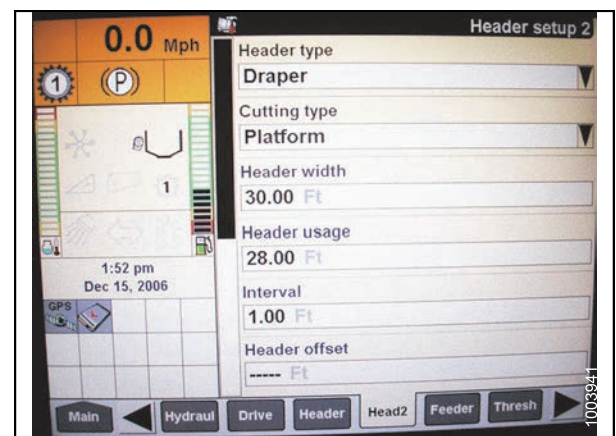 0.0 Mph
Header setup 2
1
(P)
1
1:52 pm
Dec 15, 2006
GPS
Header type
Draper
Cutting type
Platform
Header width
30.00 Ft
Header usage
28.00 Ft
Interval
1.00 Ft
Header offset
----- Ft
Main
Hydraul
Drive
Header
Head2
Feeder
Thresh
1003941